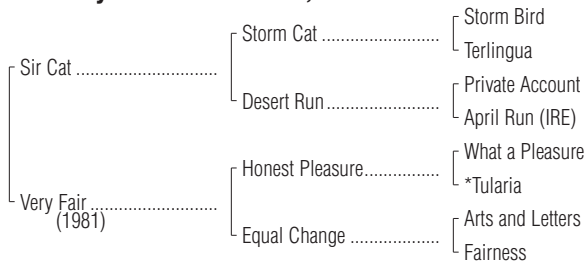 Storm Bird
Storm Cat ..............................
Terlingua
Sir Cat ....................................
Private Account
Desert Run .............................
April Run (IRE)
What a Pleasure
Honest Pleasure..................
*Tularia
Very Fair ................................
(1981)
Arts and Letters
Equal Change .......................
Fairness